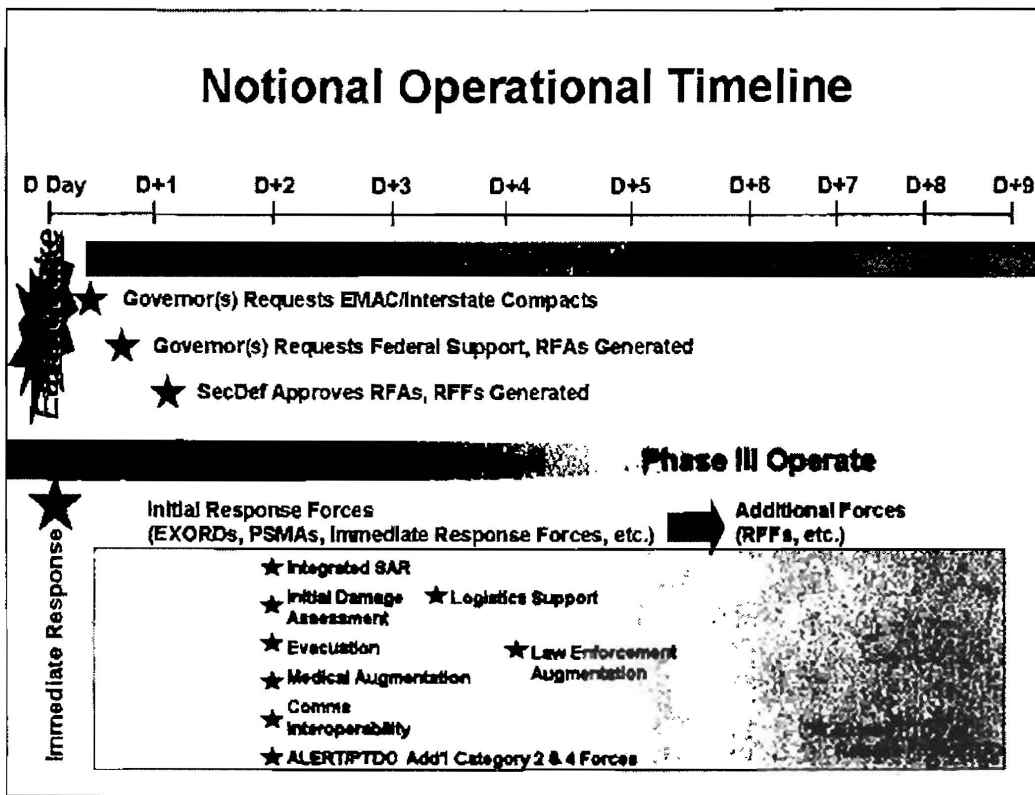 Notional Operational Timeline
D Day D+1 D+2 D+3 D+4 D+5 D+6 D+7 D+8 D+9
Earthquake
Governor(s) Requests EMAC/Interstate Compacts
Governor(s) Requests Federal Support, RFAs Generated
SecDef Approves RFAs, RFFs Generated
Phase III Operate
Immediate Response
Initial Response Forces
(EXORDs, PSMAs, Immediate Response Forces, etc.)
Additional Forces
(RFFs, etc.)
Integrated SAR
Initial Damage
Assessment
Logistics Support
Evacuation
Law Enforcement
Augmentation
Medical Augmentation
Comms
Interoperability
ALERT/PTDO Add'l Category 2 & 4 Forces